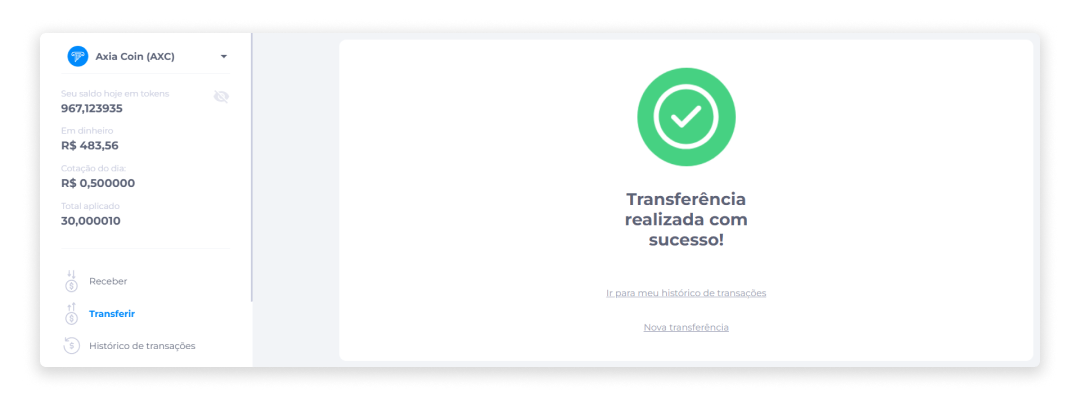 Axia Coin (AXC)
Seu saldo hoje em tokens
967,123935
Em dinheiro
R$ 483,56
Cotação do dia:
R$ 0,500000
Total aplicado
30,000010
Receber
Transferir
Histórico de transações
Transferência
realizada com
sucesso!
Ir para meu histórico de transações
Nova transferência